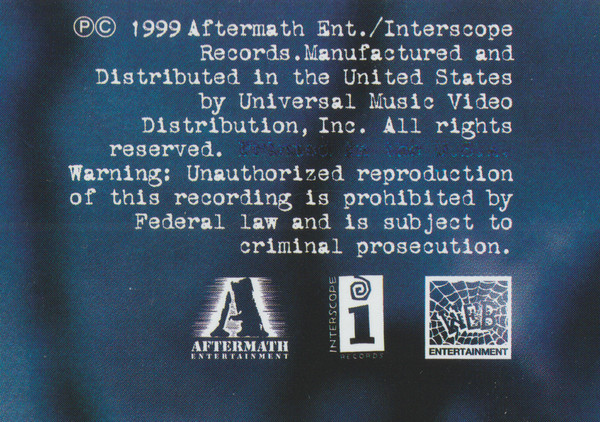 ⓅⒸ 1999 Aftermath Ent./Interscope
Records.Manufactured and
Distributed in the United States
by Universal Music Video
Distribution, Inc. All rights
reserved.
Warning: Unauthorized reproduction
of this recording is prohibited by
Federal law and is subject to
criminal prosecution.
A
AFTERMATH
ENTERTAINMENT
INTERSCOPE
i
RECORDS
WEB
ENTERTAINMENT